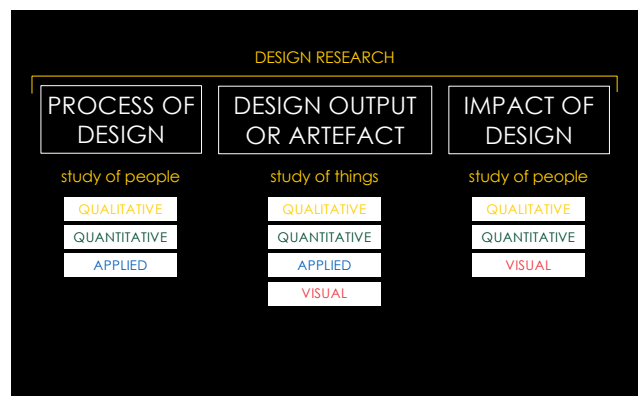 DESIGN RESEARCH
PROCESS OF
DESIGN
study of people
QUALITATIVE
QUANTITATIVE
APPLIED
DESIGN OUTPUT
OR ARTEFACT
study of things
QUALITATIVE
QUANTITATIVE
APPLIED
VISUAL
IMPACT OF
DESIGN
study of people
QUALITATIVE
QUANTITATIVE
VISUAL